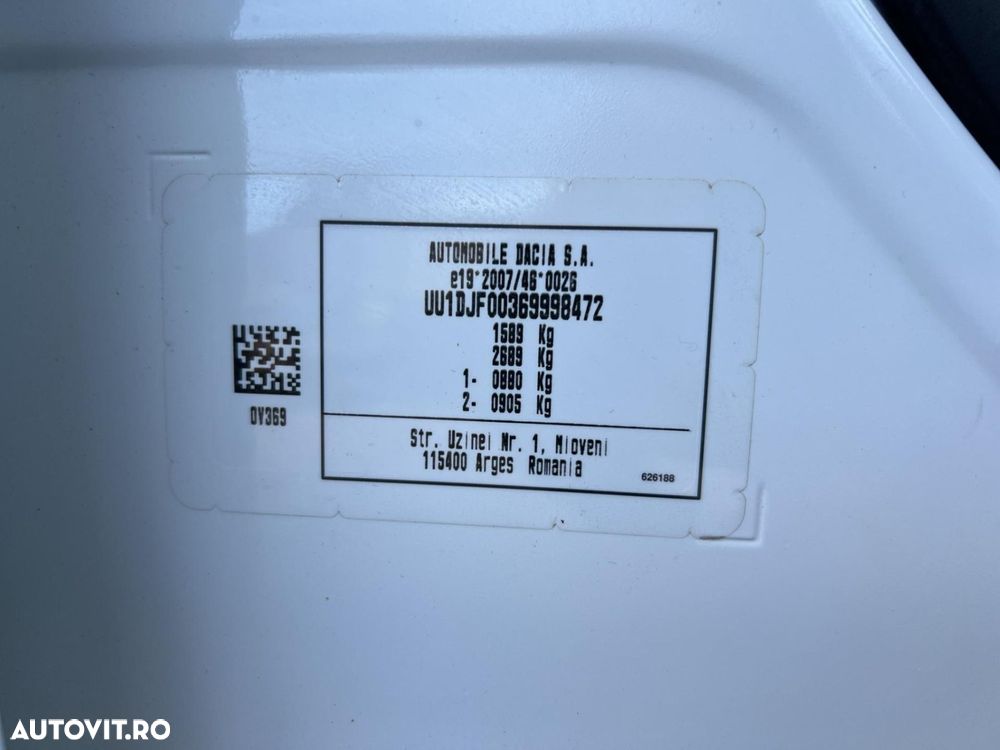 AUTOMOBILE DACIA S.A.
e19*2007/46*0026
UU1DJF00369998472
1589 Kg
2689 Kg
1- 0880 Kg
2- 0905 Kg
0V369
Str. Uzinei Nr. 1, Mioveni
115400 Arges Romania
626188
AUTOVIT.RO